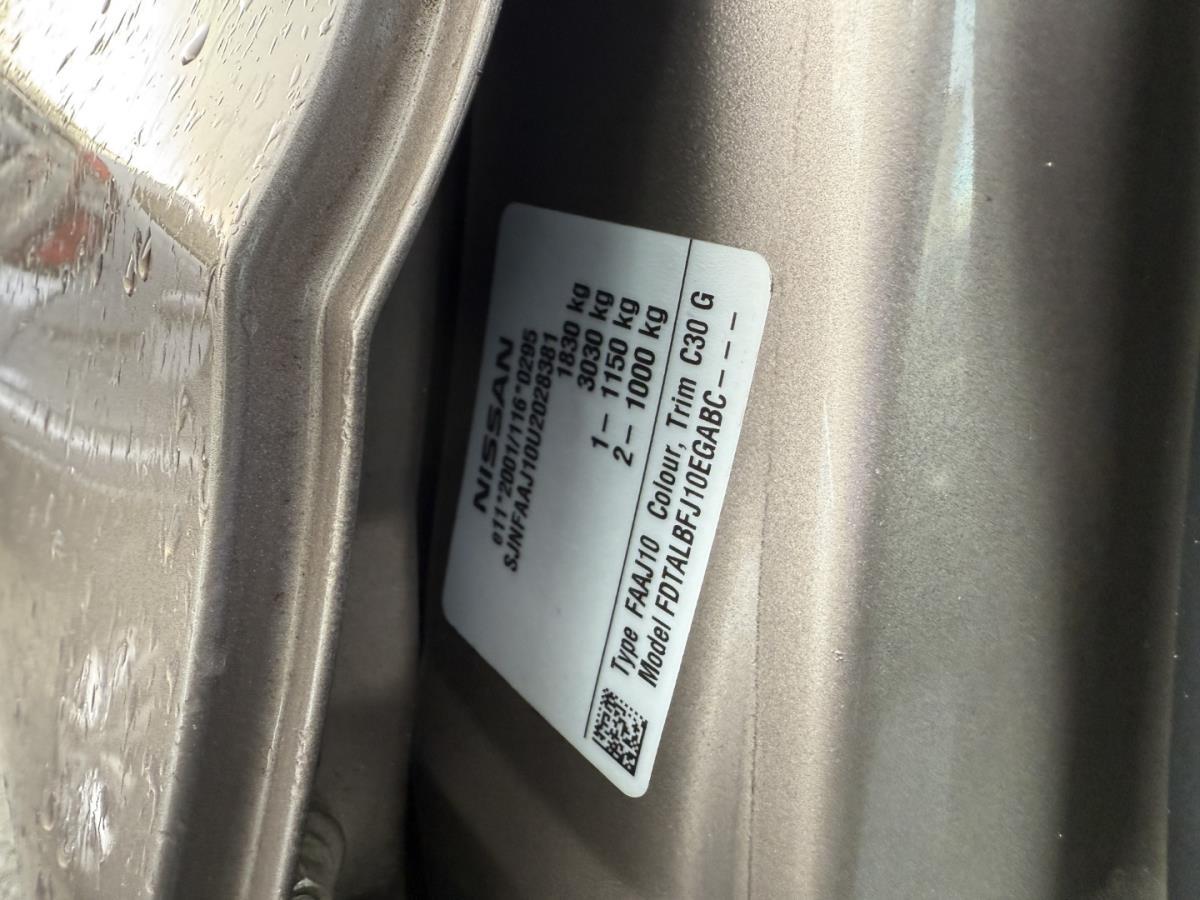 NISSAN
e11*2001/116*0295
SJNFAAJ10U2028381
1830 kg
3030 kg
1– 1150 kg
2– 1000 kg
Type FAAJ10 Colour, Trim C30 G
Model FDTALBFJ10EGABC– – –